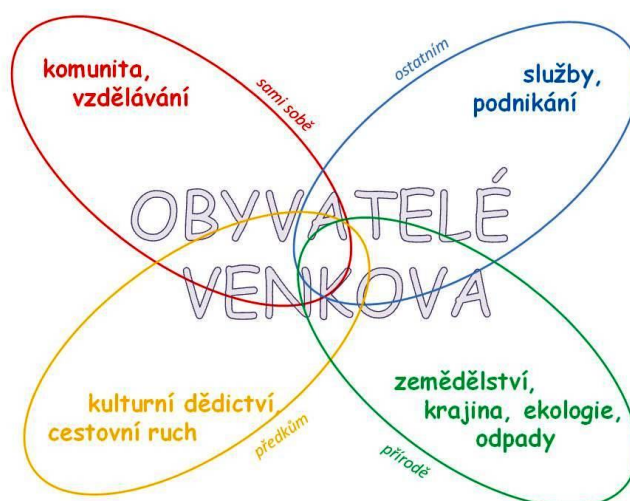 komunita,
vzdělávání
sami sobě
ostatním
služby,
podnikání
OBYVATELÉ
VENKOVA
kulturní dědictví,
cestovní ruch
předkům
zemědělství,
krajina, ekologie,
odpady
přírodě